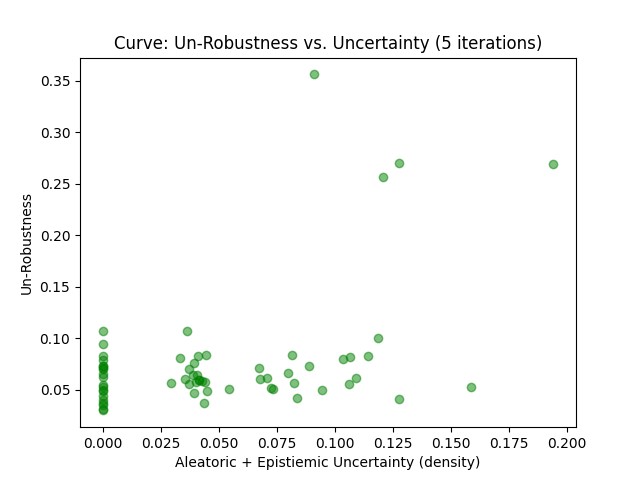 Curve: Un-Robustness vs. Uncertainty (5 iterations)
0.35
0.30
0.25
0.20
0.15
0.10
0.05
Un-Robustness
0.000 0.025 0.050 0.075 0.100 0.125 0.150 0.175 0.200
Aleatoric + Epistiemic Uncertainty (density)